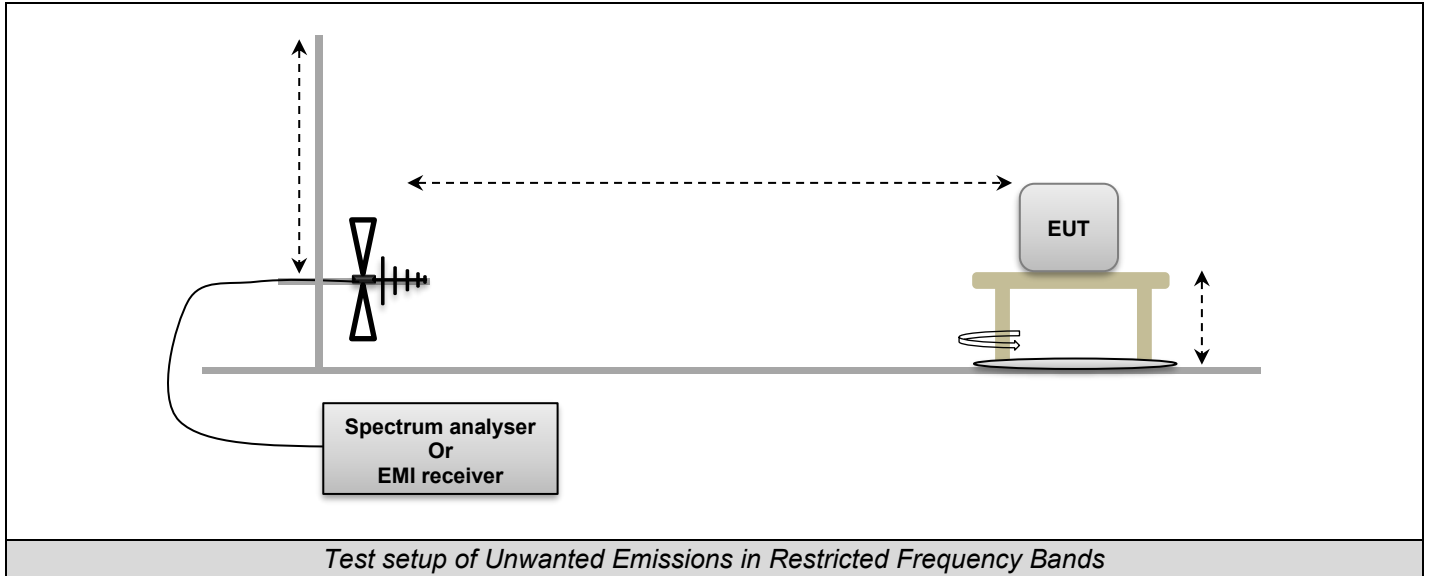 EUT
Spectrum analyser
Or
EMI receiver
Test setup of Unwanted Emissions in Restricted Frequency Bands